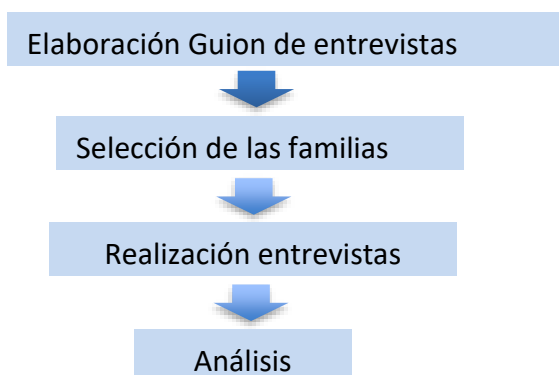 Elaboración Guion de entrevistas
Selección de las familias
Realización entrevistas
Análisis